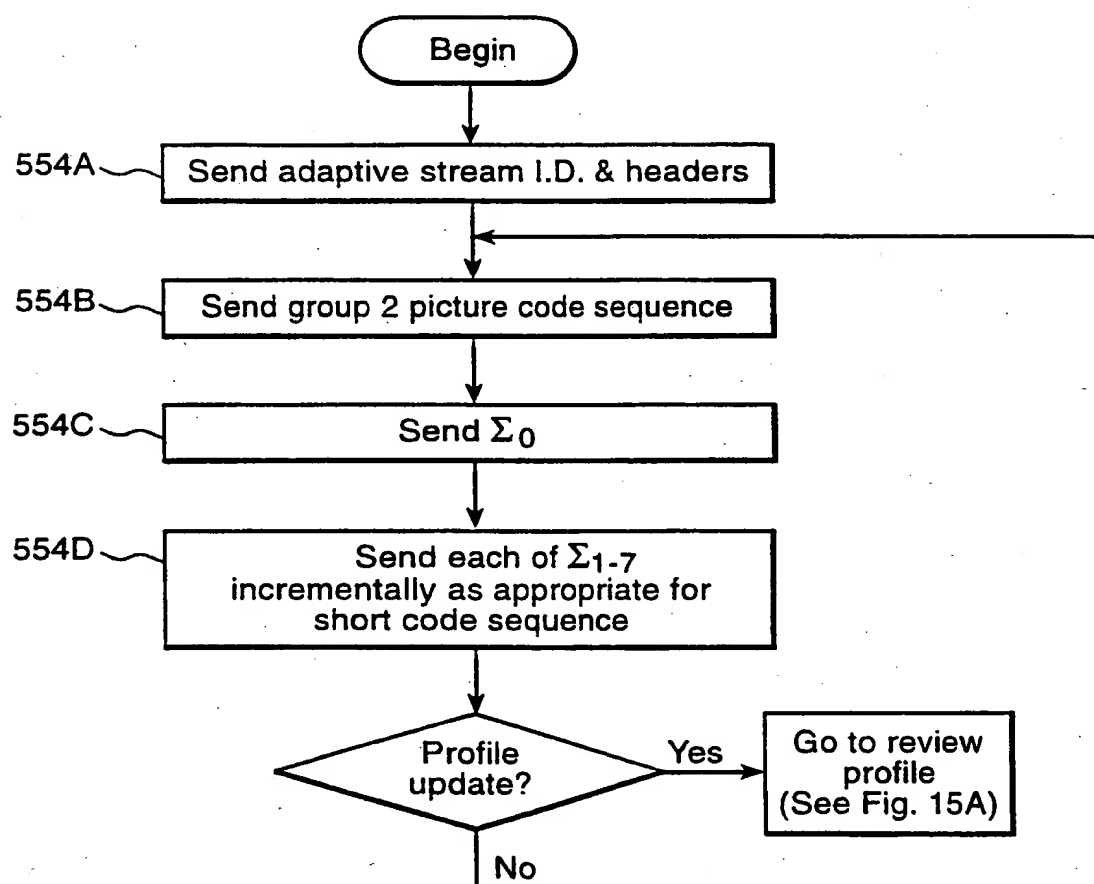 Begin
554A
Send adaptive stream I.D. & headers
554B
Send group 2 picture code sequence
554C
Send Σ0
554D
Send each of Σ1-7
incrementally as appropriate for
short code sequence
Profile
update?
Yes
Go to review
profile
(See Fig. 15A)
No